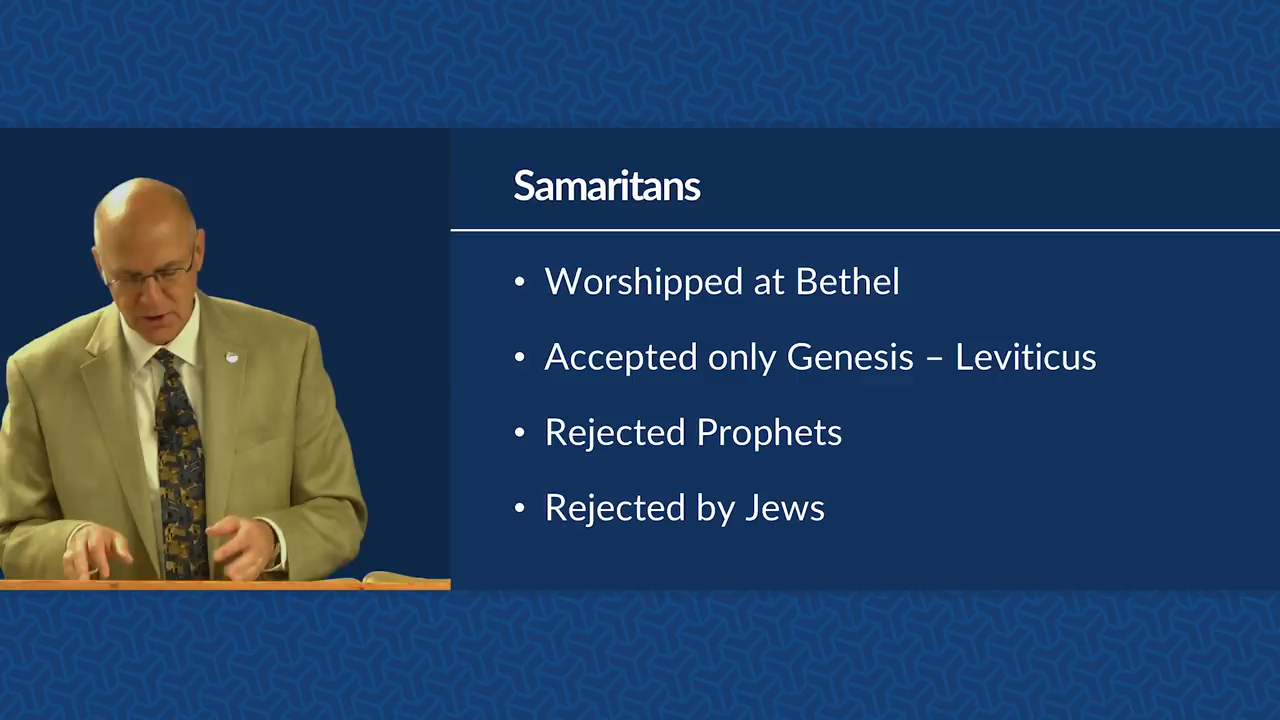 Samaritans
• Worshipped at Bethel
• Accepted only Genesis – Leviticus
• Rejected Prophets
• Rejected by Jews